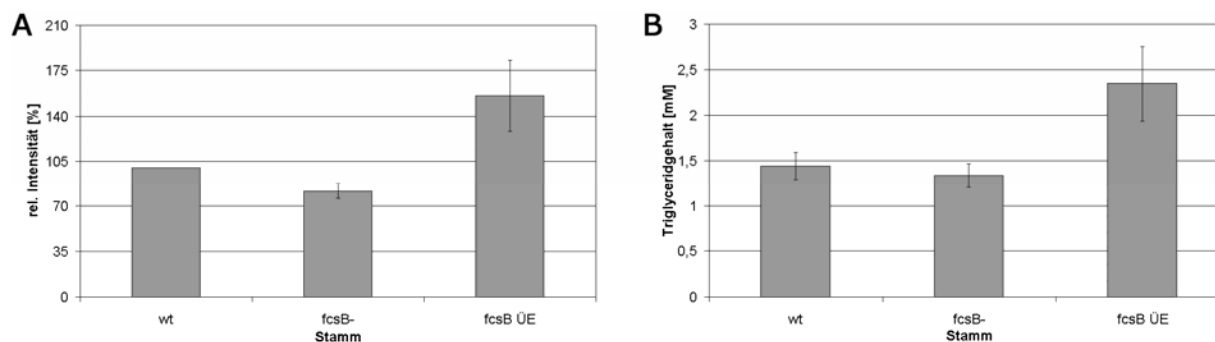 A
rel. Intensität [%]
210
175
140
105
70
35
0
wt
fcsB-
fcsB ÜE
Stamm
B
Triglyceridgehalt [mM]
3
2,5
2
1,5
1
0,5
0
wt
fcsB-
fcsB ÜE
Stamm